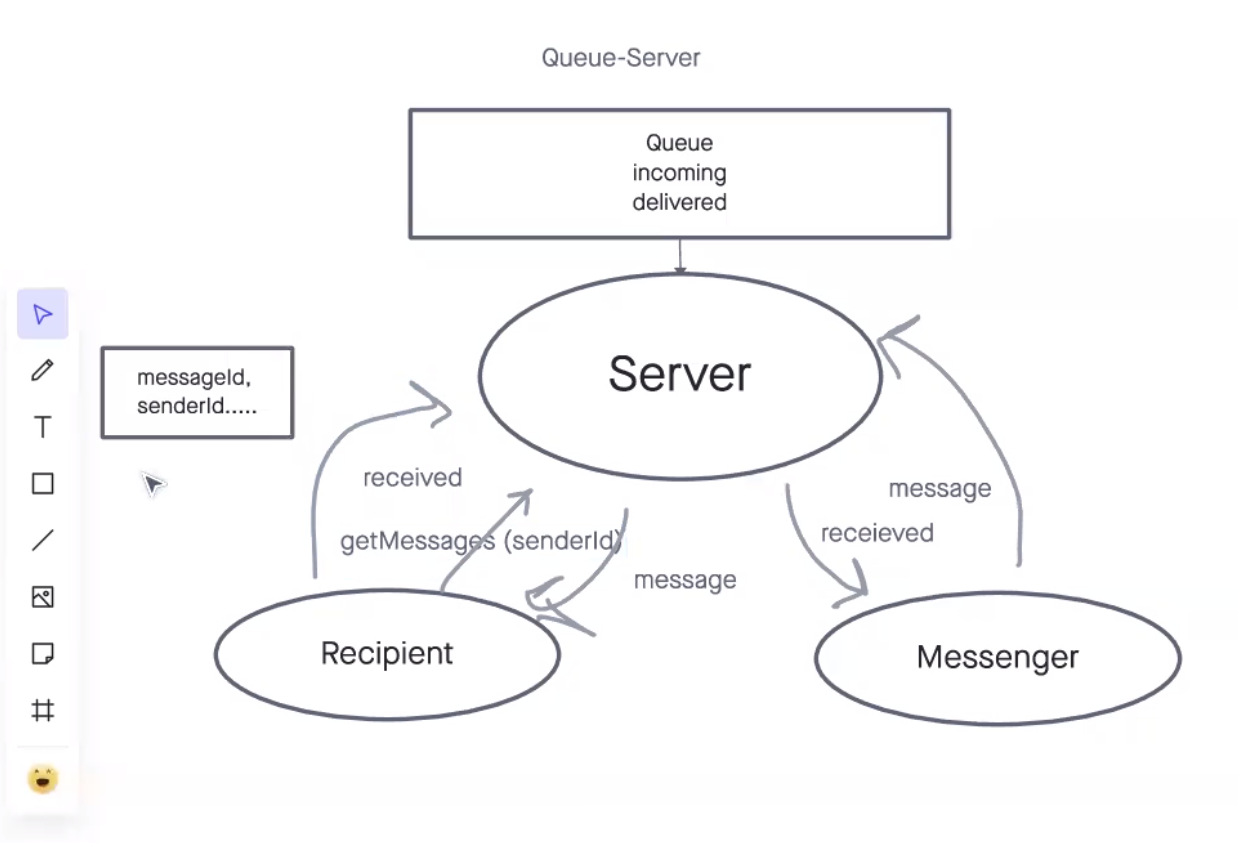 Queue-Server
Queue
incoming
delivered
Server
messageId,
senderId.....
received
message
receieved
getMessages (senderId)
message
Recipient
Messenger